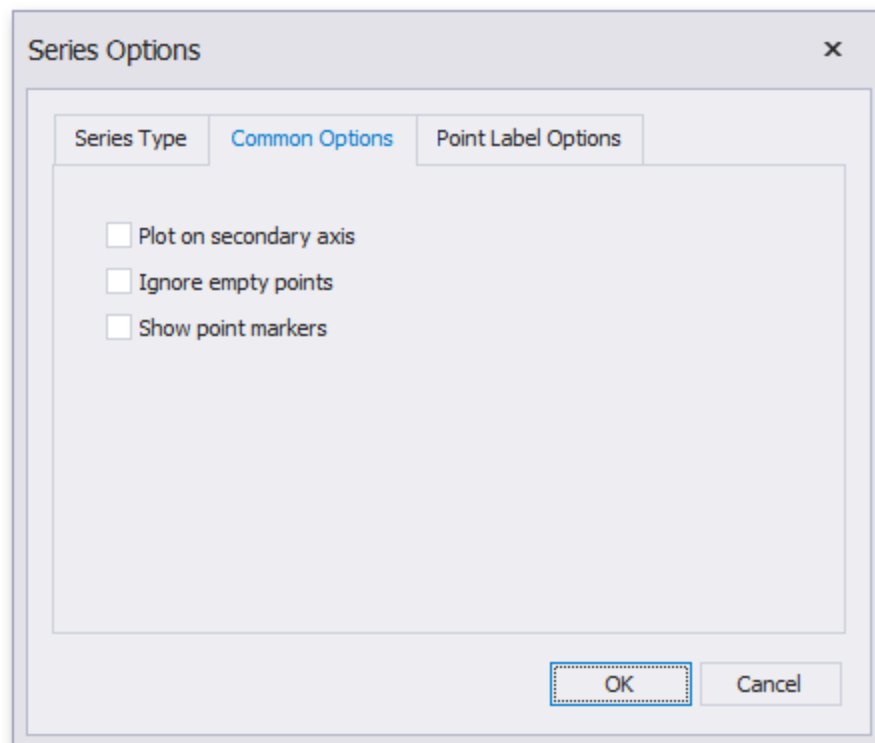 Series Options
Series Type Common Options Point Label Options
Plot on secondary axis
Ignore empty points
Show point markers
OK Cancel